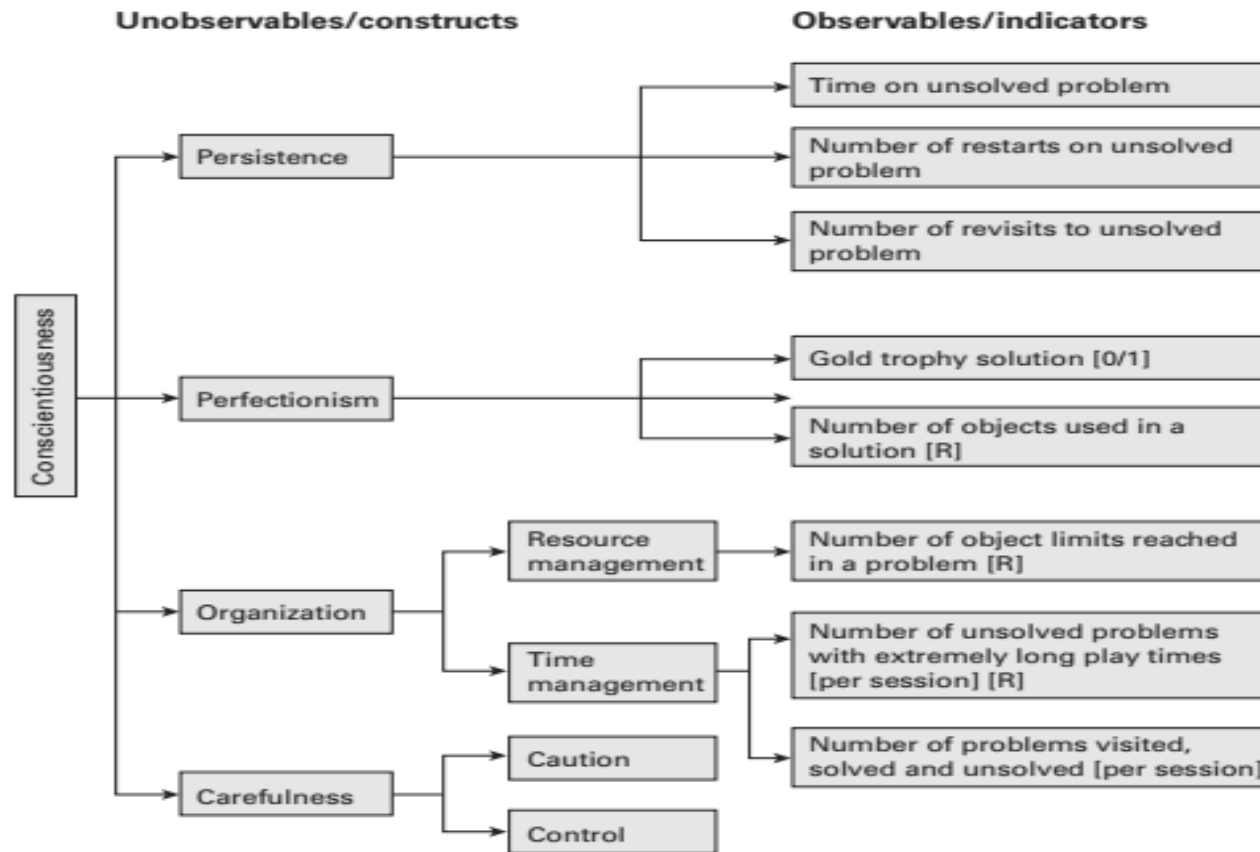 Unobservables/constructs
Observables/indicators
Time on unsolved problem
Persistence
Number of restarts on unsolved
problem
Number of revisits to unsolved
problem
Conscientiousness
Gold trophy solution [0/1]
Perfectionism
Number of objects used in a
solution [R]
Resource
management
Number of object limits reached
in a problem [R]
Organization
Time
management
Number of unsolved problems
with extremely long play times
[per session] [R]
Number of problems visited,
solved and unsolved [per session]
Carefulness
Caution
Control